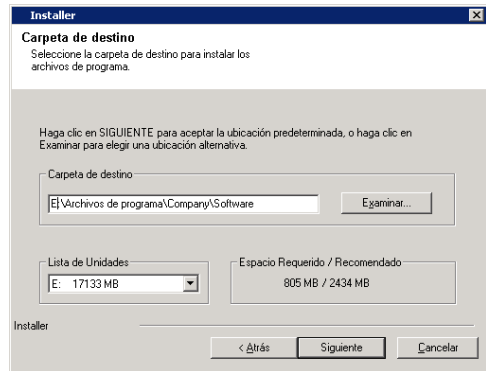 Installer
Carpeta de destino
Seleccione la carpeta de destino para instalar los
archivos de programa.
Haga clic en SIGUIENTE para aceptar la ubicación predeterminada, o haga clic en
Examinar para elegir una ubicación alternativa.
Carpeta de destino
E:\Archivos de programa\Company\Software
Examinar...
Lista de Unidades
E: 17133 MB
Espacio Requerido / Recomendado
805 MB / 2434 MB
Installer
< Atrás
Siguiente
Cancelar